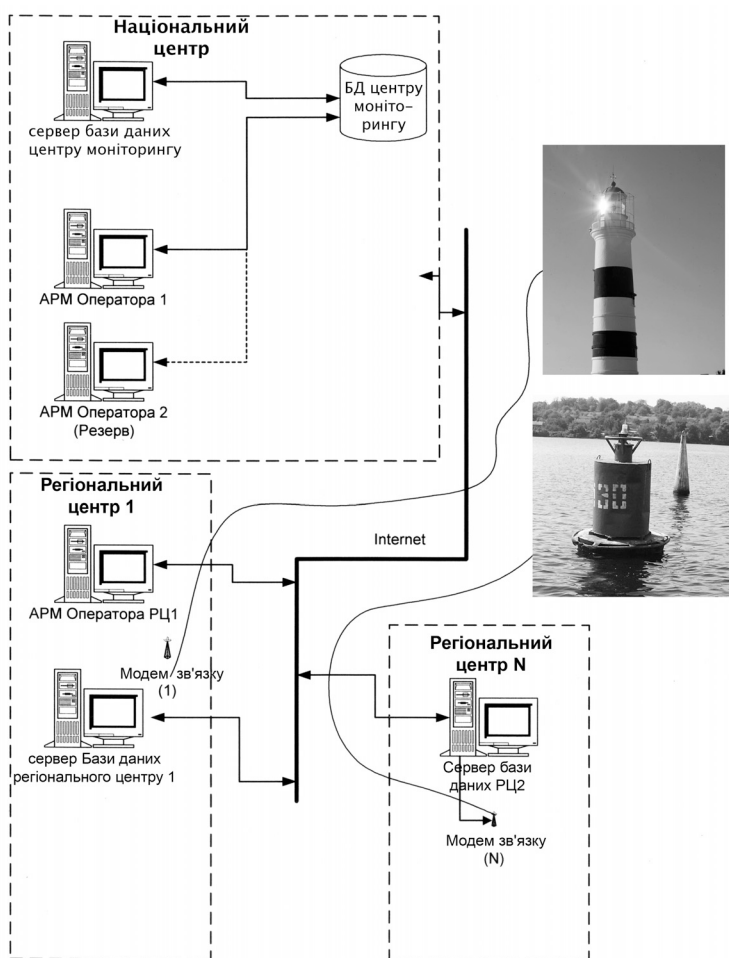 Національний
центр
сервер бази даних
центру моніторингу
БД центру
моніто-
рингу
АРМ Оператора 1
АРМ Оператора 2
(Резерв)
Регіональний
центр 1
АРМ Оператора РЦ1
Модем зв'язку
(1)
сервер Бази даних
регіонального центру 1
Internet
30
Регіональний
центр N
Сервер бази
даних РЦ2
Модем зв'язку
(N)